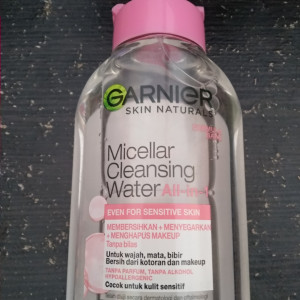 GARNIER
SKIN NATURALS
Micellar
Cleansing
Water All-in-1
EVEN FOR SENSITIVE SKIN
MEMBERSIHKAN + MENYEGARKAN
+ MENGHAPUS MAKEUP
Tanpa bilas
Untuk wajah, mata, bibir
Bersih dari kotoran dan makeup
TANPA PARFUM, TANPA ALKOHOL
HYPOALLERGENIC
Cocok untuk kulit sensitif